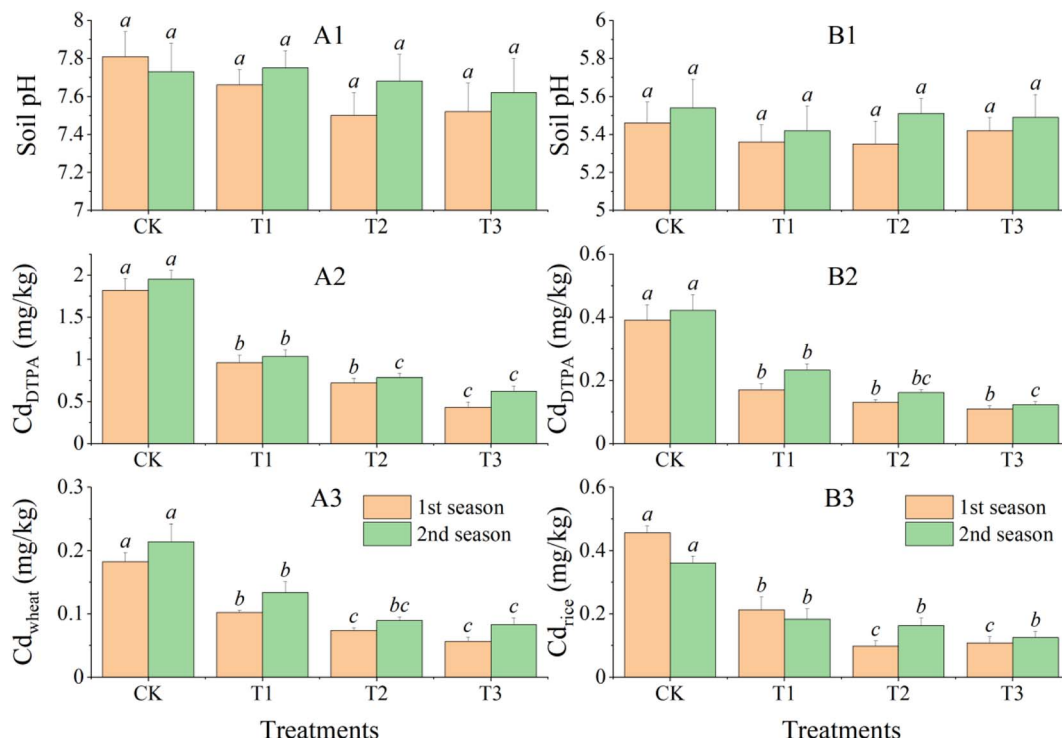 A1
Soil pH
8
7.8
7.6
7.4
7.2
7
a a a a a a a a
CK T1 T2 T3
B1
Soil pH
6
5.8
5.6
5.4
5.2
5
a a a a a a a a
CK T1 T2 T3
A2
Cd_DTPA (mg/kg)
2
1.5
1
0.5
0
a a b b b c c c
CK T1 T2 T3
B2
Cd_DTPA (mg/kg)
0.6
0.4
0.2
0
a a b b b bc b c
CK T1 T2 T3
A3
Cd_wheat (mg/kg)
0.3
0.2
0.1
0
1st season
2nd season
a a b b c bc c c
CK T1 T2 T3
Treatments
B3
Cd_rice (mg/kg)
0.6
0.4
0.2
0
1st season
2nd season
a a b b c b c b
CK T1 T2 T3
Treatments